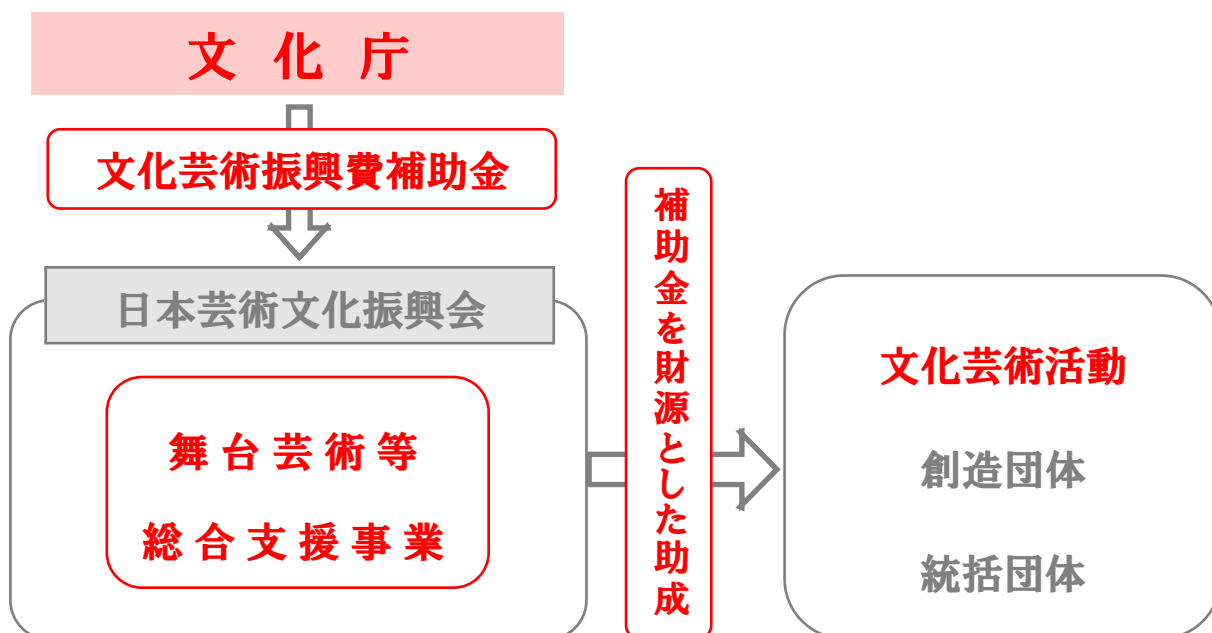 文化庁
文化芸術振興費補助金
日本芸術文化振興会
舞台芸術等
総合支援事業
補助金を財源とした助成
文化芸術活動
創造団体
統括団体